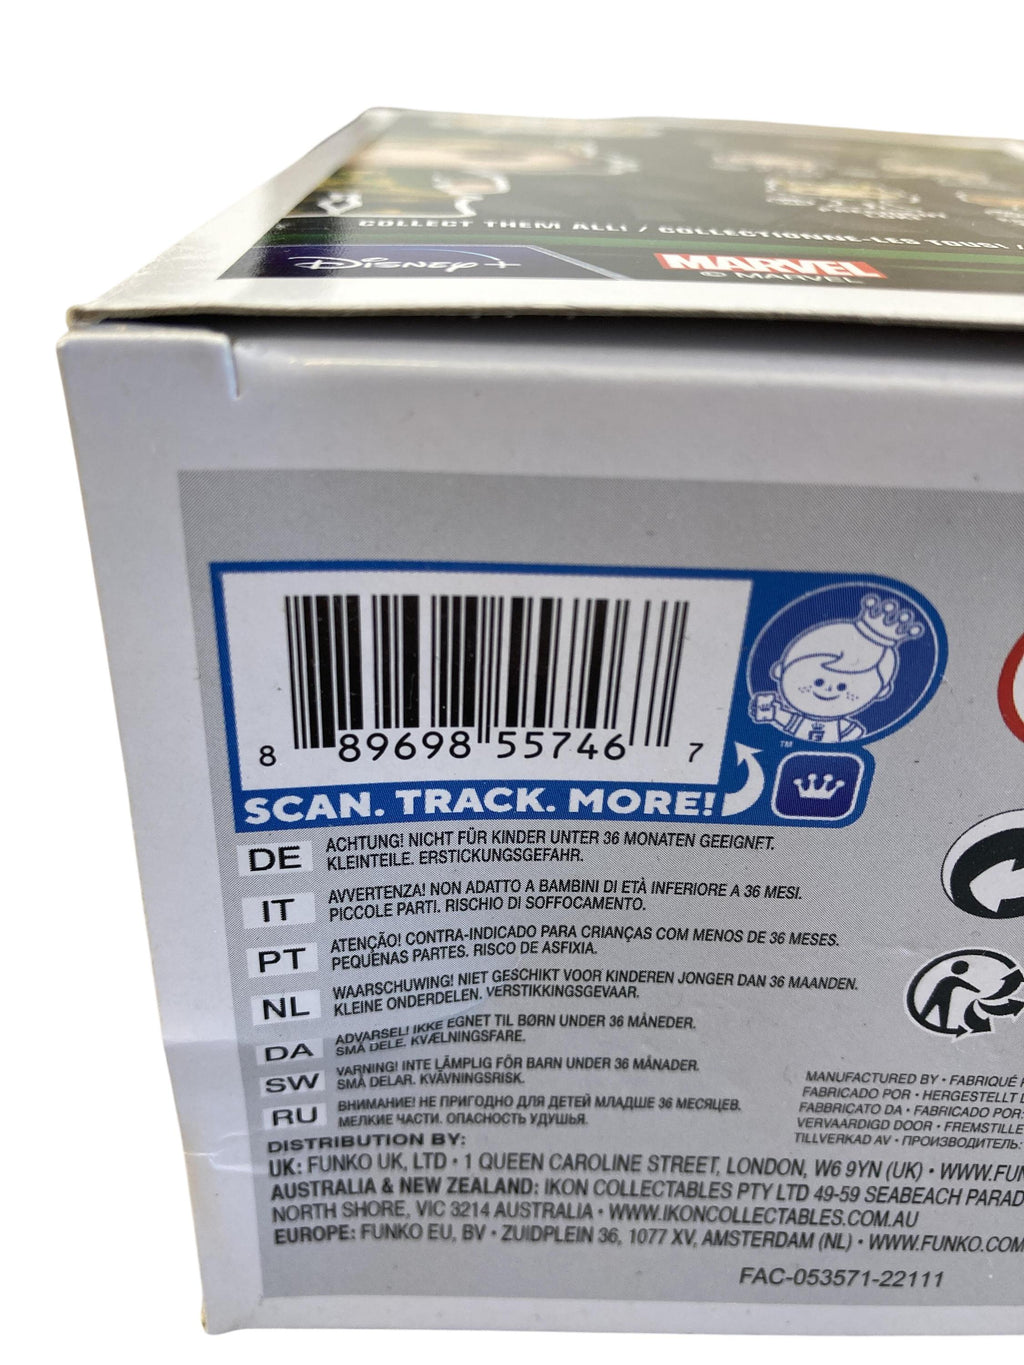 COLLECT THEM ALL! / COLLECTIONNE-LES TOUS! /
DISNEY+
MARVEL
© MARVEL
8 89698 55746 7
TM
SCAN. TRACK. MORE!
DE ACHTUNG! NICHT FÜR KINDER UNTER 36 MONATEN GEEIGNET.
KLEINTEILE. ERSTICKUNGSGEFAHR.
IT AVVERTENZA! NON ADATTO A BAMBINI DI ETÀ INFERIORE A 36 MESI.
PICCOLE PARTI. RISCHIO DI SOFFOCAMENTO.
PT ATENÇÃO! CONTRA-INDICADO PARA CRIANÇAS COM MENOS DE 36 MESES.
PEQUENAS PARTES. RISCO DE ASFIXIA.
NL WAARSCHUWING! NIET GESCHIKT VOOR KINDEREN JONGER DAN 36 MAANDEN.
KLEINE ONDERDELEN. VERSTIKKINGSGEVAAR.
DA ADVARSEL! IKKE EGNET TIL BØRN UNDER 36 MÅNEDER.
SMÅ DELE. KVÆLNINGSFARE.
SW VARNING! INTE LÄMPLIG FÖR BARN UNDER 36 MÅNADER.
SMÅ DELAR. KVÄVNINGSRISK.
RU ВНИМАНИЕ! НЕ ПРИГОДНО ДЛЯ ДЕТЕЙ МЛАДШЕ 36 МЕСЯЦЕВ.
МЕЛКИЕ ЧАСТИ. ОПАСНОСТЬ УДУШЬЯ.
MANUFACTURED BY • FABRIQUÉ
FABRICADO POR • HERGESTELLT
FABBRICATO DA • FABRICADO POR
VERVAARDIGD DOOR • FREMSTILLE
TILLVERKAD AV • ПРОИЗВОДИТЕЛЬ:
DISTRIBUTION BY:
UK: FUNKO UK, LTD • 1 QUEEN CAROLINE STREET, LONDON, W6 9YN (UK) • WWW.FUN
AUSTRALIA & NEW ZEALAND: IKON COLLECTABLES PTY LTD 49-59 SEABEACH PARAD
NORTH SHORE, VIC 3214 AUSTRALIA • WWW.IKONCOLLECTABLES.COM.AU
EUROPE: FUNKO EU, BV • ZUIDPLEIN 36, 1077 XV, AMSTERDAM (NL) • WWW.FUNKO.COM
FAC-053571-22111